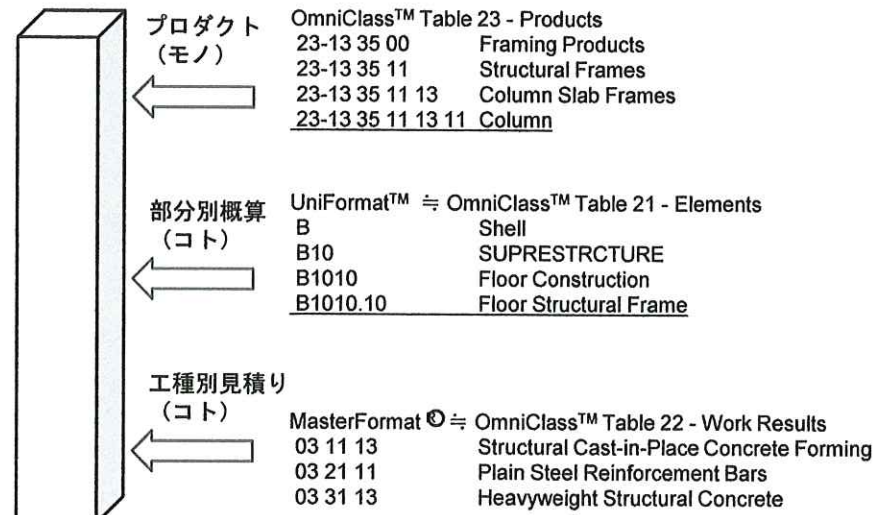 プロダクト
(モノ)
OmniClass™ Table 23 - Products
23-13 35 00 Framing Products
23-13 35 11 Structural Frames
23-13 35 11 13 Column Slab Frames
23-13 35 11 13 11 Column
部分別概算
(コト)
UniFormat™ ≒ OmniClass™ Table 21 - Elements
B Shell
B10 SUPRESTRCTURE
B1010 Floor Construction
B1010.10 Floor Structural Frame
工種別見積り
(コト)
MasterFormat ® ≒ OmniClass™ Table 22 - Work Results
03 11 13 Structural Cast-in-Place Concrete Forming
03 21 11 Plain Steel Reinforcement Bars
03 31 13 Heavyweight Structural Concrete